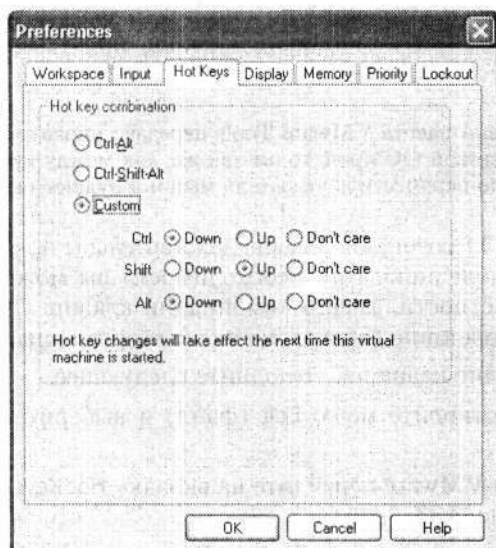 Preferences
Workspace Input Hot Keys Display Memory Priority Lockout
Hot key combination
Ctrl-Alt
Ctrl-Shift-Alt
Custom
Ctrl Down Up Don't care
Shift Down Up Don't care
Alt Down Up Don't care
Hot key changes will take effect the next time this virtual
machine is started.
OK Cancel Help